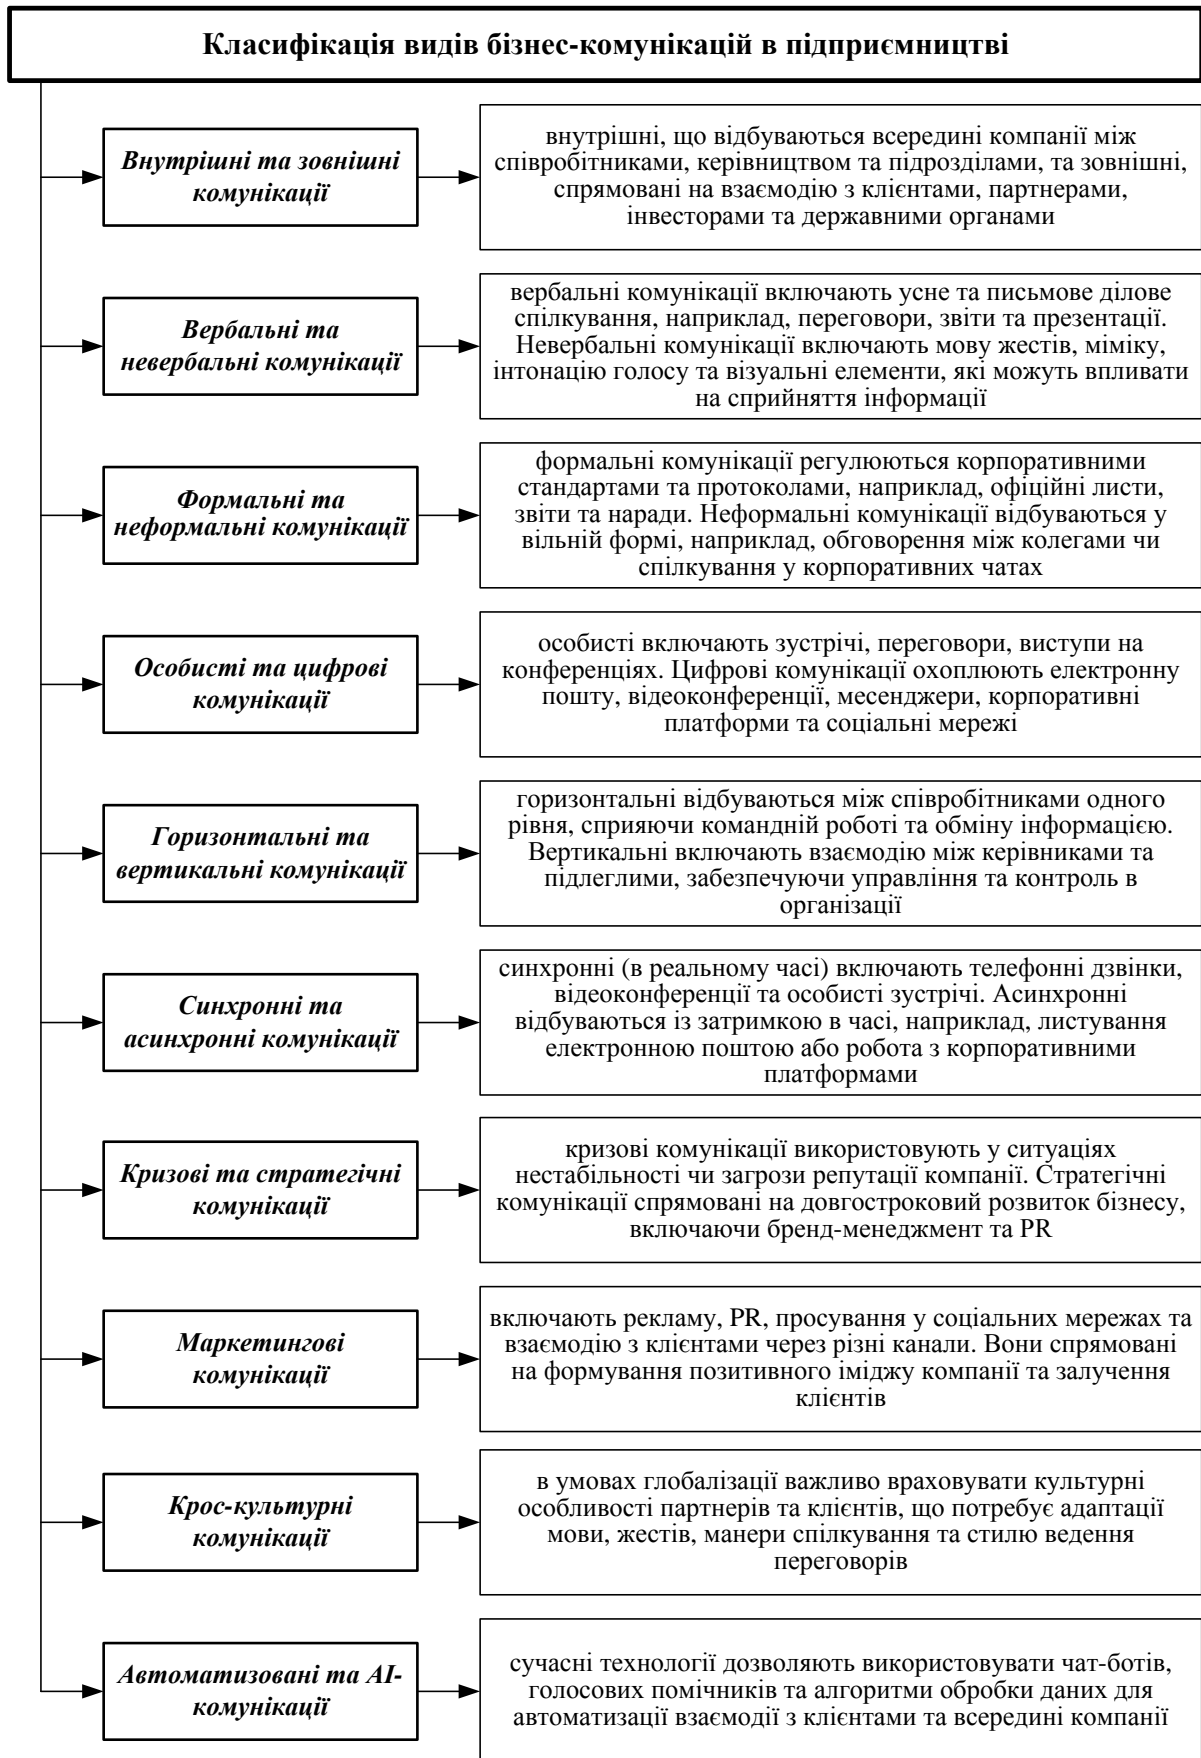 Класифікація видів бізнес-комунікацій в підприємництві
Внутрішні та зовнішні
комунікації
внутрішні, що відбуваються всередині компанії між
співробітниками, керівництвом та підрозділами, та зовнішні,
спрямовані на взаємодію з клієнтами, партнерами,
інвесторами та державними органами
Вербальні та
невербальні комунікації
вербальні комунікації включають усне та письмове ділове
спілкування, наприклад, переговори, звіти та презентації.
Невербальні комунікації включають мову жестів, міміку,
інтонацію голосу та візуальні елементи, які можуть впливати
на сприйняття інформації
Формальні та
неформальні комунікації
формальні комунікації регулюються корпоративними
стандартами та протоколами, наприклад, офіційні листи,
звіти та наради. Неформальні комунікації відбуваються у
вільній формі, наприклад, обговорення між колегами чи
спілкування у корпоративних чатах
Особисті та цифрові
комунікації
особисті включають зустрічі, переговори, виступи на
конференціях. Цифрові комунікації охоплюють електронну
пошту, відеоконференції, месенджери, корпоративні
платформи та соціальні мережі
Горизонтальні та
вертикальні комунікації
горизонтальні відбуваються між співробітниками одного
рівня, сприяючи командній роботі та обміну інформацією.
Вертикальні включають взаємодію між керівниками та
підлеглими, забезпечуючи управління та контроль в
організації
Синхронні та
асинхронні комунікації
синхронні (в реальному часі) включають телефонні дзвінки,
відеоконференції та особисті зустрічі. Асинхронні
відбуваються із затримкою в часі, наприклад, листування
електронною поштою або робота з корпоративними
платформами
Кризові та стратегічні
комунікації
кризові комунікації використовують у ситуаціях
нестабільності чи загрози репутації компанії. Стратегічні
комунікації спрямовані на довгостроковий розвиток бізнесу,
включаючи бренд-менеджмент та PR
Маркетингові
комунікації
включають рекламу, PR, просування у соціальних мережах та
взаємодію з клієнтами через різні канали. Вони спрямовані
на формування позитивного іміджу компанії та залучення
клієнтів
Крос-культурні
комунікації
в умовах глобалізації важливо враховувати культурні
особливості партнерів та клієнтів, що потребує адаптації
мови, жестів, манери спілкування та стилю ведення
переговорів
Автоматизовані та AI-
комунікації
сучасні технології дозволяють використовувати чат-ботів,
голосових помічників та алгоритми обробки даних для
автоматизації взаємодії з клієнтами та всередині компанії